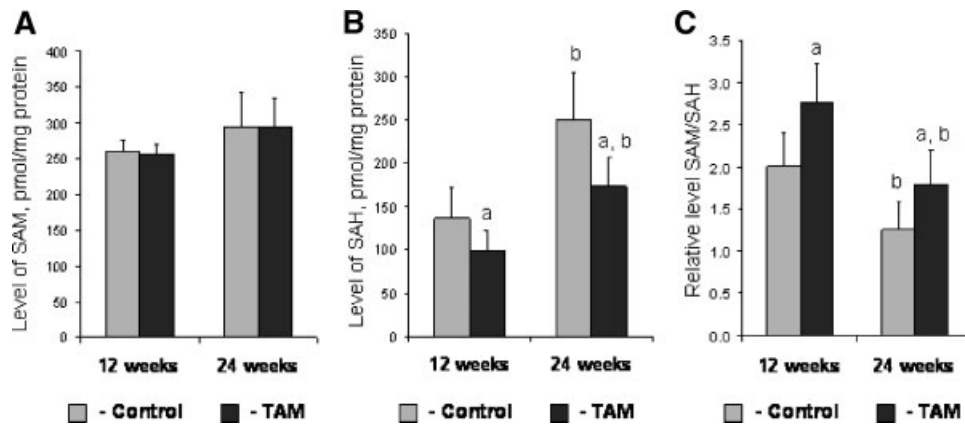 A
Level of SAM, pmol/mg protein
400
350
300
250
200
150
100
50
0
12 weeks 24 weeks
- Control - TAM
B
Level of SAH, pmol/mg protein
350
300
250
200
150
100
50
0
b
a, b
a
12 weeks 24 weeks
- Control - TAM
C
Relative level SAM/SAH
3.5
3.0
2.5
2.0
1.5
1.0
0.5
0.0
a
a, b
b
12 weeks 24 weeks
- Control - TAM